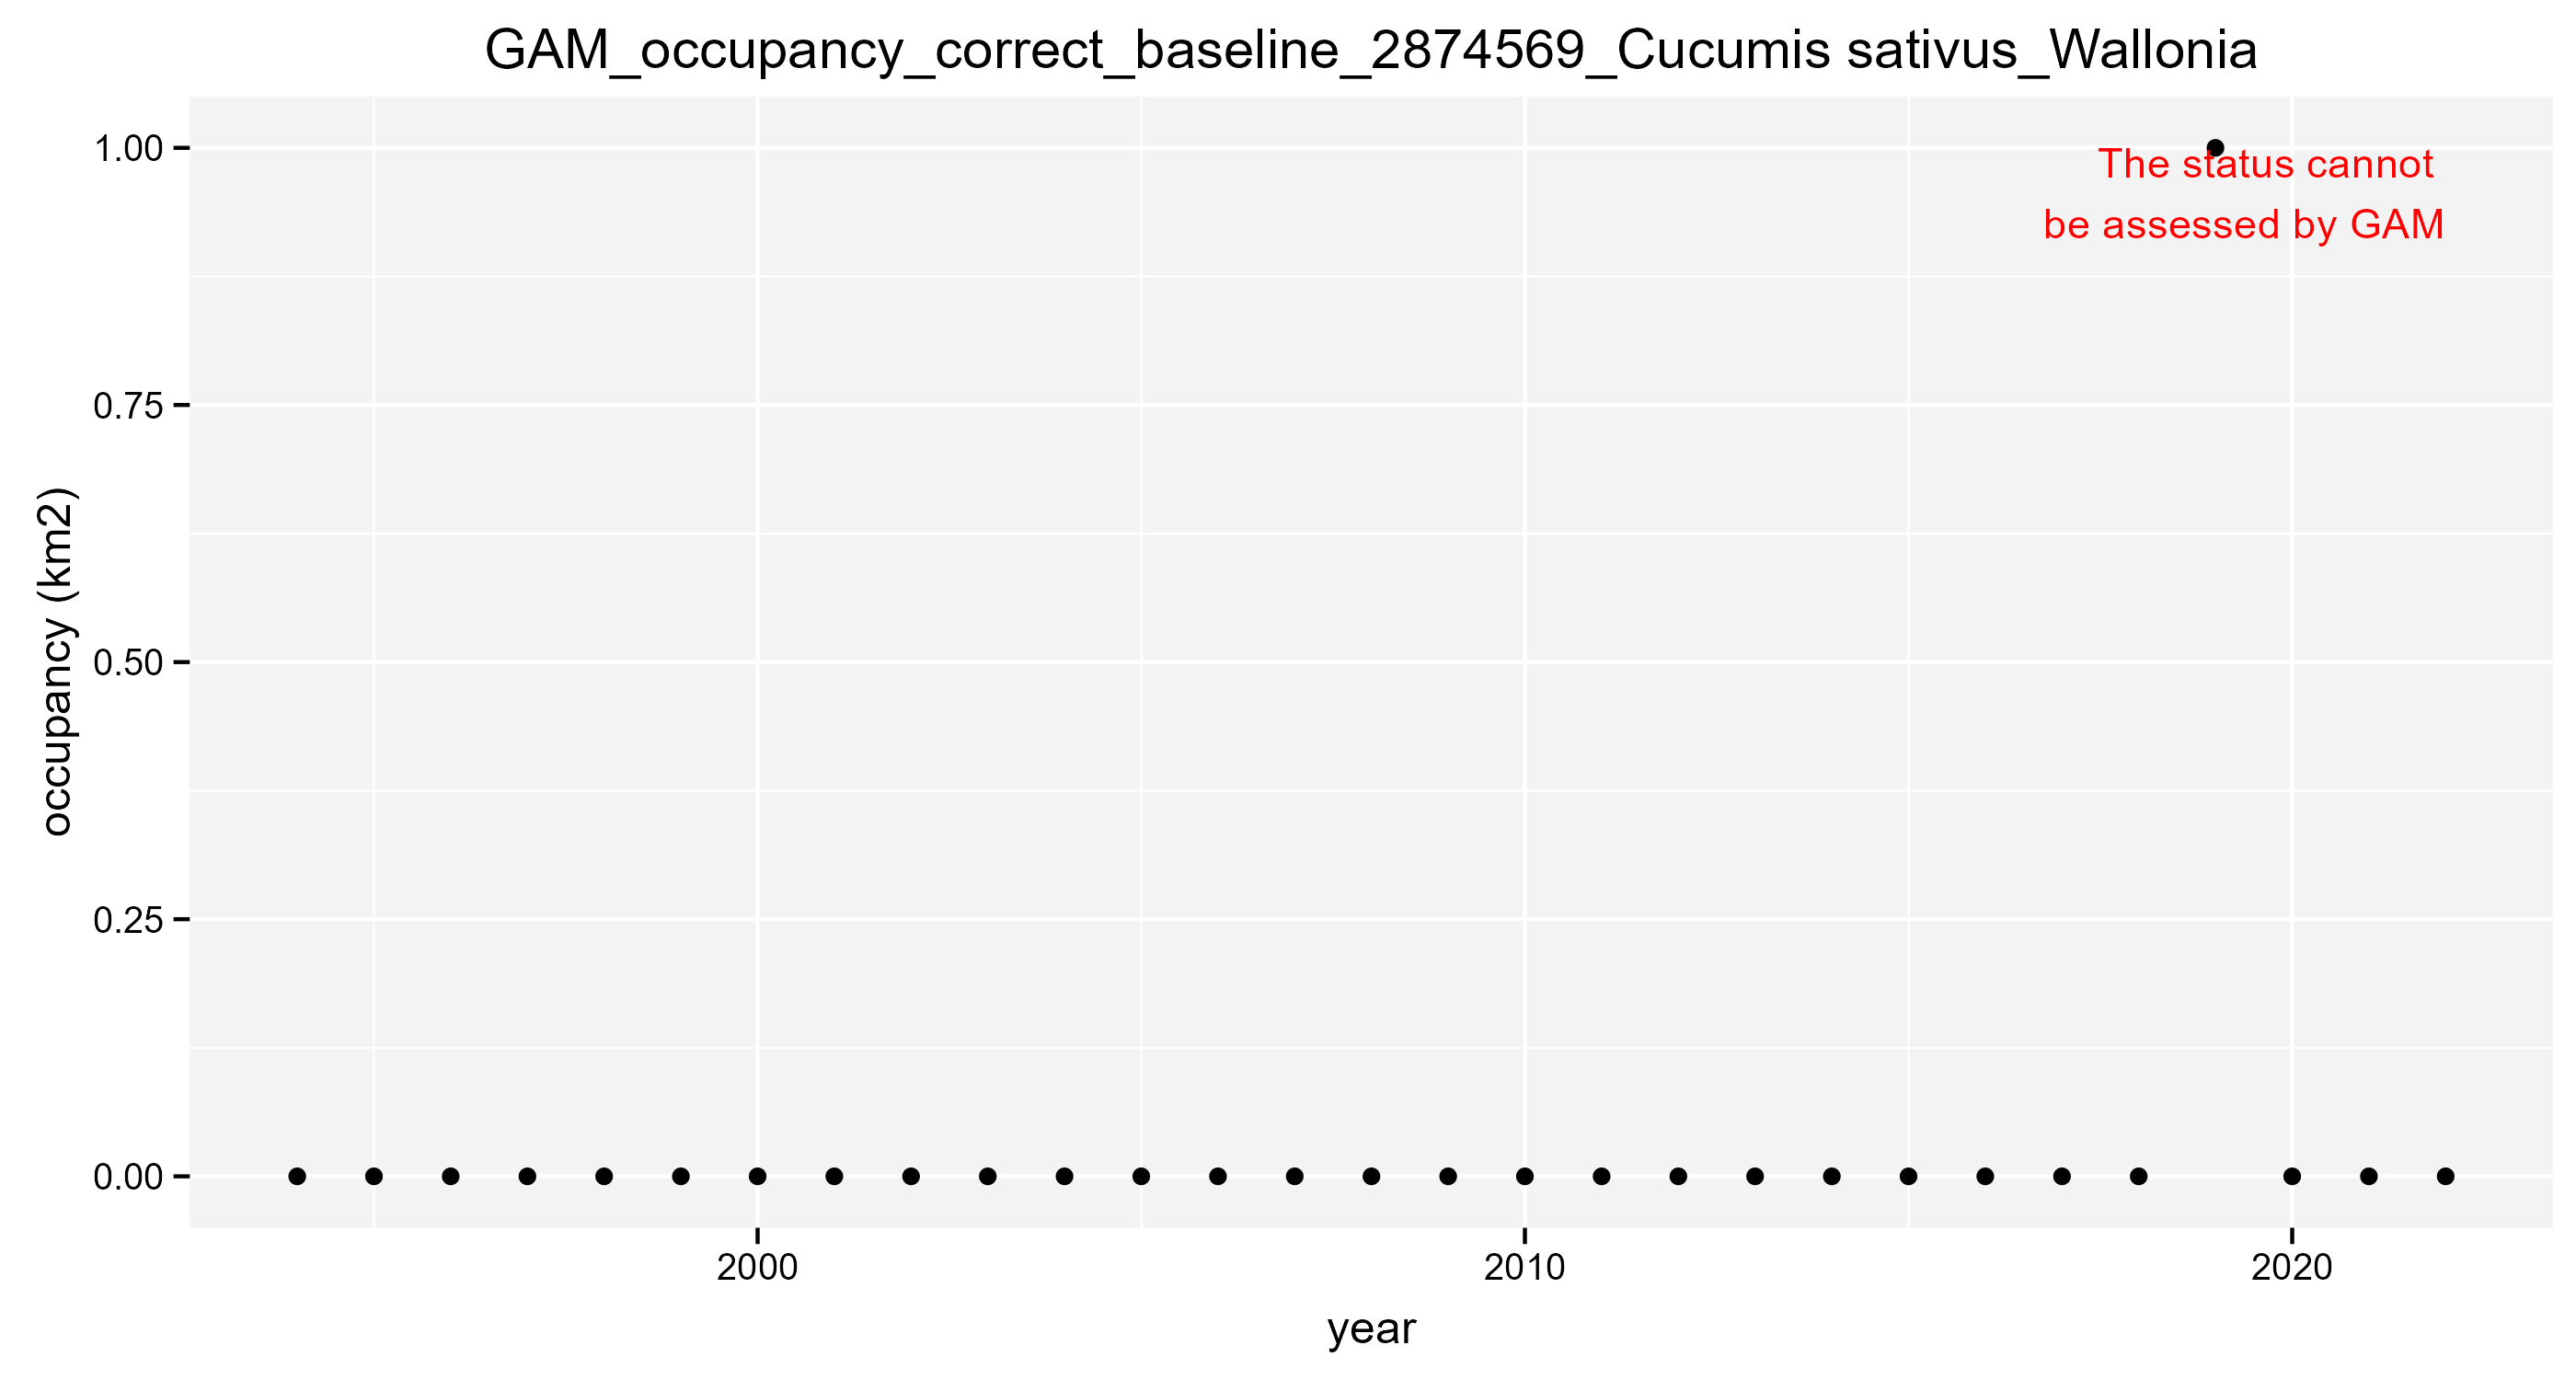 GAM_occupancy_correct_baseline_2874569_Cucumis sativus_Wallonia
1.00
The status cannot
be assessed by GAM
0.75
0.50
0.25
0.00
occupancy (km2)
2000
2010
2020
year